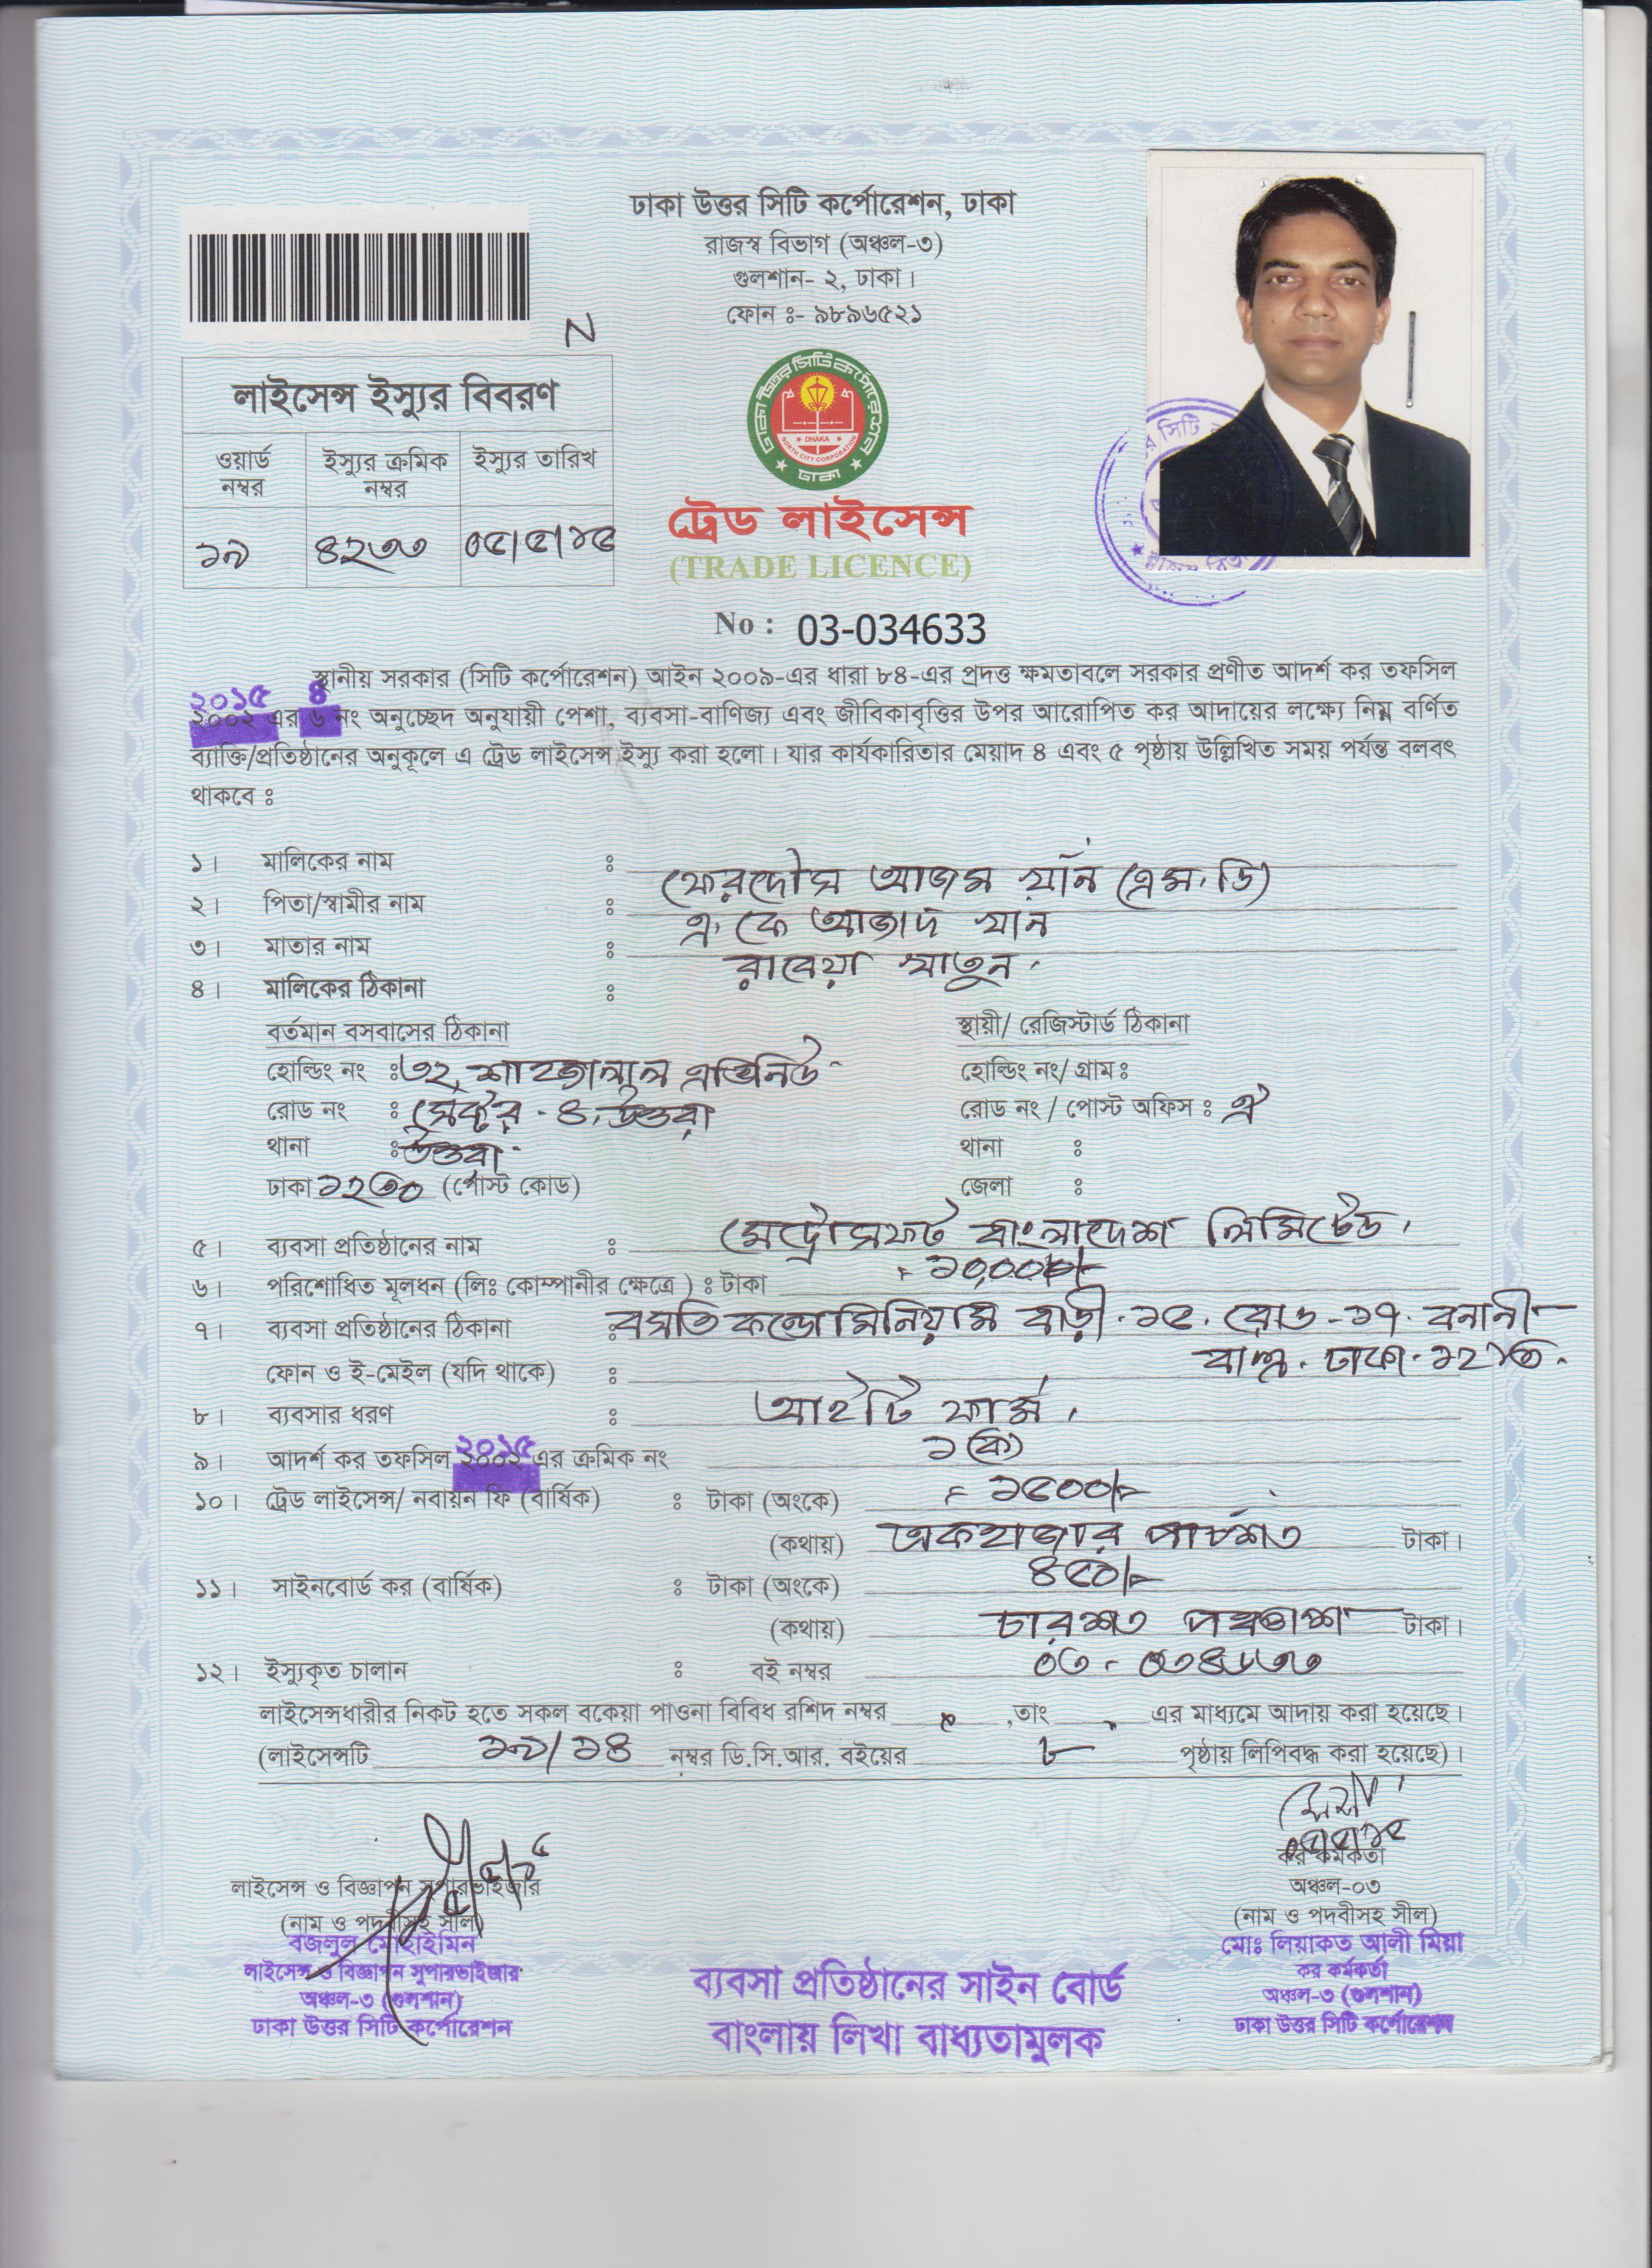 ঢাকা উত্তর সিটি কর্পোরেশন, ঢাকা
রাজস্ব বিভাগ (অঞ্চল-৩)
গুলশান- ২, ঢাকা।
ফোন ঃ- ৯৮৯৬৫২১
N
লাইসেন্স ইস্যুর বিবরণ
ওয়ার্ড নম্বর ইস্যুর ক্রমিক নম্বর ইস্যুর তারিখ
১৯ ৪২৩৩ ০৫/৫/১৫
ঢাকা উত্তর সিটি কর্পোরেশন
DHAKA
NORTH CITY CORPORATION
ঢাকা
ট্রেড লাইসেন্স
(TRADE LICENCE)
No : 03-034633
স্থানীয় সরকার (সিটি কর্পোরেশন) আইন ২০০৯-এর ধারা ৮৪-এর প্রদত্ত ক্ষমতাবলে সরকার প্রণীত আদর্শ কর তফসিল
২০১৫ ৪
২০০২ এর ৬ নং অনুচ্ছেদ অনুযায়ী পেশা, ব্যবসা-বাণিজ্য এবং জীবিকাবৃত্তির উপর আরোপিত কর আদায়ের লক্ষ্যে নিম্ন বর্ণিত
ব্যাক্তি/প্রতিষ্ঠানের অনুকূলে এ ট্রেড লাইসেন্স ইস্যু করা হলো। যার কার্যকারিতার মেয়াদ ৪ এবং ৫ পৃষ্ঠায় উল্লিখিত সময় পর্যন্ত বলবৎ
থাকবে ঃ
১। মালিকের নাম ঃ ফেরদৌস আজম খান (এম.ডি)
২। পিতা/স্বামীর নাম ঃ এ. কে আজাদ খান
৩। মাতার নাম ঃ রাবেয়া খাতুন
৪। মালিকের ঠিকানা ঃ
বর্তমান বসবাসের ঠিকানা স্থায়ী/ রেজিস্টার্ড ঠিকানা
হোল্ডিং নং ঃ ৩২, শাহজালাল এভিনিউ হোল্ডিং নং/ গ্রাম ঃ
রোড নং ঃ সেক্টর - ৪, উত্তরা রোড নং / পোস্ট অফিস ঃ ঐ
থানা ঃ উত্তরা থানা ঃ
ঢাকা ১২৩০ (পোস্ট কোড) জেলা ঃ
৫। ব্যবসা প্রতিষ্ঠানের নাম ঃ মেট্রোসফট বাংলাদেশ লিমিটেড
৬। পরিশোধিত মূলধন (লিঃ কোম্পানীর ক্ষেত্রে ) ঃ টাকা
৭। ব্যবসা প্রতিষ্ঠানের ঠিকানা ঃ বসতি কন্ডোমিনিয়াম বাড়ী-১৫, রোড -১৭, বনানী
ফোন ও ই-মেইল (যদি থাকে) ঃ ঢাকা-১২১৩
৮। ব্যবসার ধরণ ঃ আইটি ফার্ম
২০১৫
৯। আদর্শ কর তফসিল ২০০২ এর ক্রমিক নং ১ (ক)
১০। ট্রেড লাইসেন্স/ নবায়ন ফি (বার্ষিক) ঃ টাকা (অংকে) = ১৫০০/=
(কথায়) একহাজার পাঁচশত টাকা।
১১। সাইনবোর্ড কর (বার্ষিক) ঃ টাকা (অংকে) ৪৫০/=
(কথায়) চারশত পঞ্চাশ টাকা।
১২। ইস্যুকৃত চালান ঃ বই নম্বর ০৩ - ০৩৪৬৩৩
লাইসেন্সধারীর নিকট হতে সকল বকেয়া পাওনা বিবিধ রশিদ নম্বর ,তাং এর মাধ্যমে আদায় করা হয়েছে।
(লাইসেন্সটি ১৯/১৪ নম্বর ডি.সি.আর. বইয়ের ৮ পৃষ্ঠায় লিপিবদ্ধ করা হয়েছে)।
লাইসেন্স ও বিজ্ঞাপন সুপারভাইজার
(নাম ও পদবীসহ সীল)
বজলুল মোহাইমিন
লাইসেন্স ও বিজ্ঞাপন সুপারভাইজার
অঞ্চল-৩ (গুলশান)
ঢাকা উত্তর সিটি কর্পোরেশন
ব্যবসা প্রতিষ্ঠানের সাইন বোর্ড
বাংলায় লিখা বাধ্যতামুলক
কর কর্মকর্তা
অঞ্চল-০৩
(নাম ও পদবীসহ সীল)
মোঃ লিয়াকত আলী মিয়া
কর কর্মকর্তা
অঞ্চল-৩ (গুলশান)
ঢাকা উত্তর সিটি কর্পোরেশন